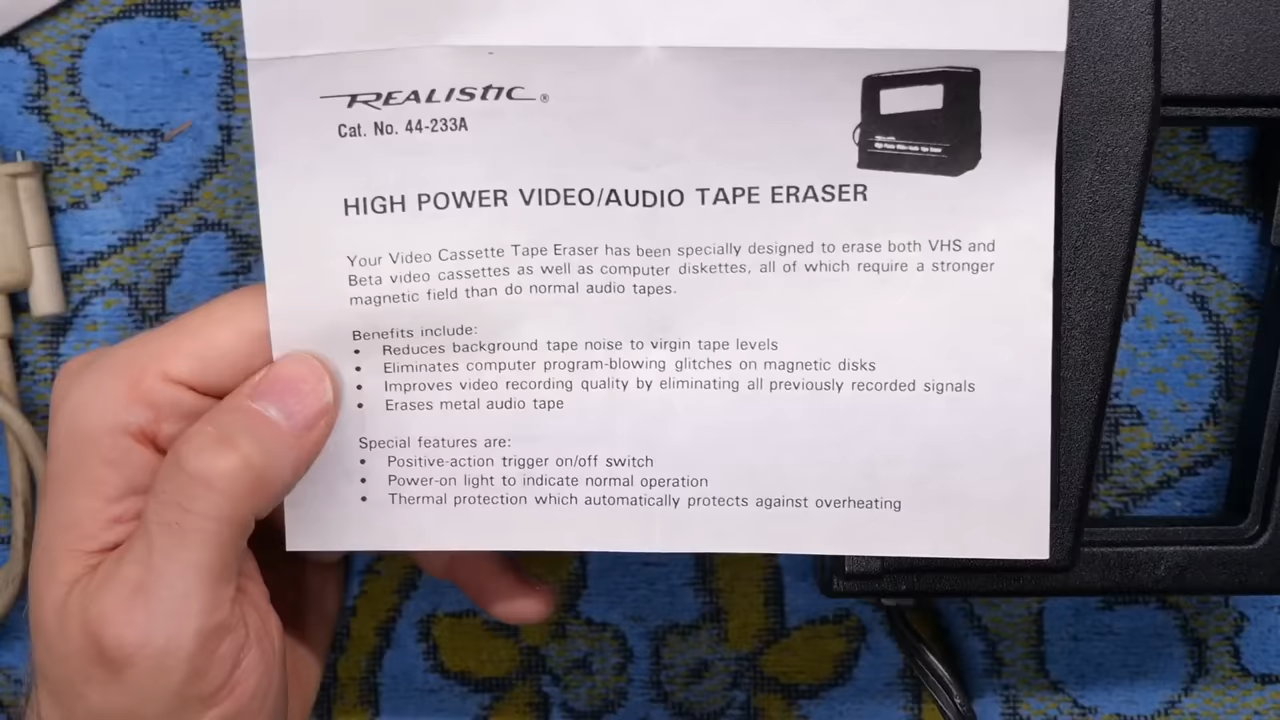 REALISTIC®
Cat. No. 44-233A
HIGH POWER VIDEO/AUDIO TAPE ERASER
Your Video Cassette Tape Eraser has been specially designed to erase both VHS and
Beta video cassettes as well as computer diskettes, all of which require a stronger
magnetic field than do normal audio tapes.
Benefits include:
• Reduces background tape noise to virgin tape levels
• Eliminates computer program-blowing glitches on magnetic disks
• Improves video recording quality by eliminating all previously recorded signals
• Erases metal audio tape
Special features are:
• Positive-action trigger on/off switch
• Power-on light to indicate normal operation
• Thermal protection which automatically protects against overheating